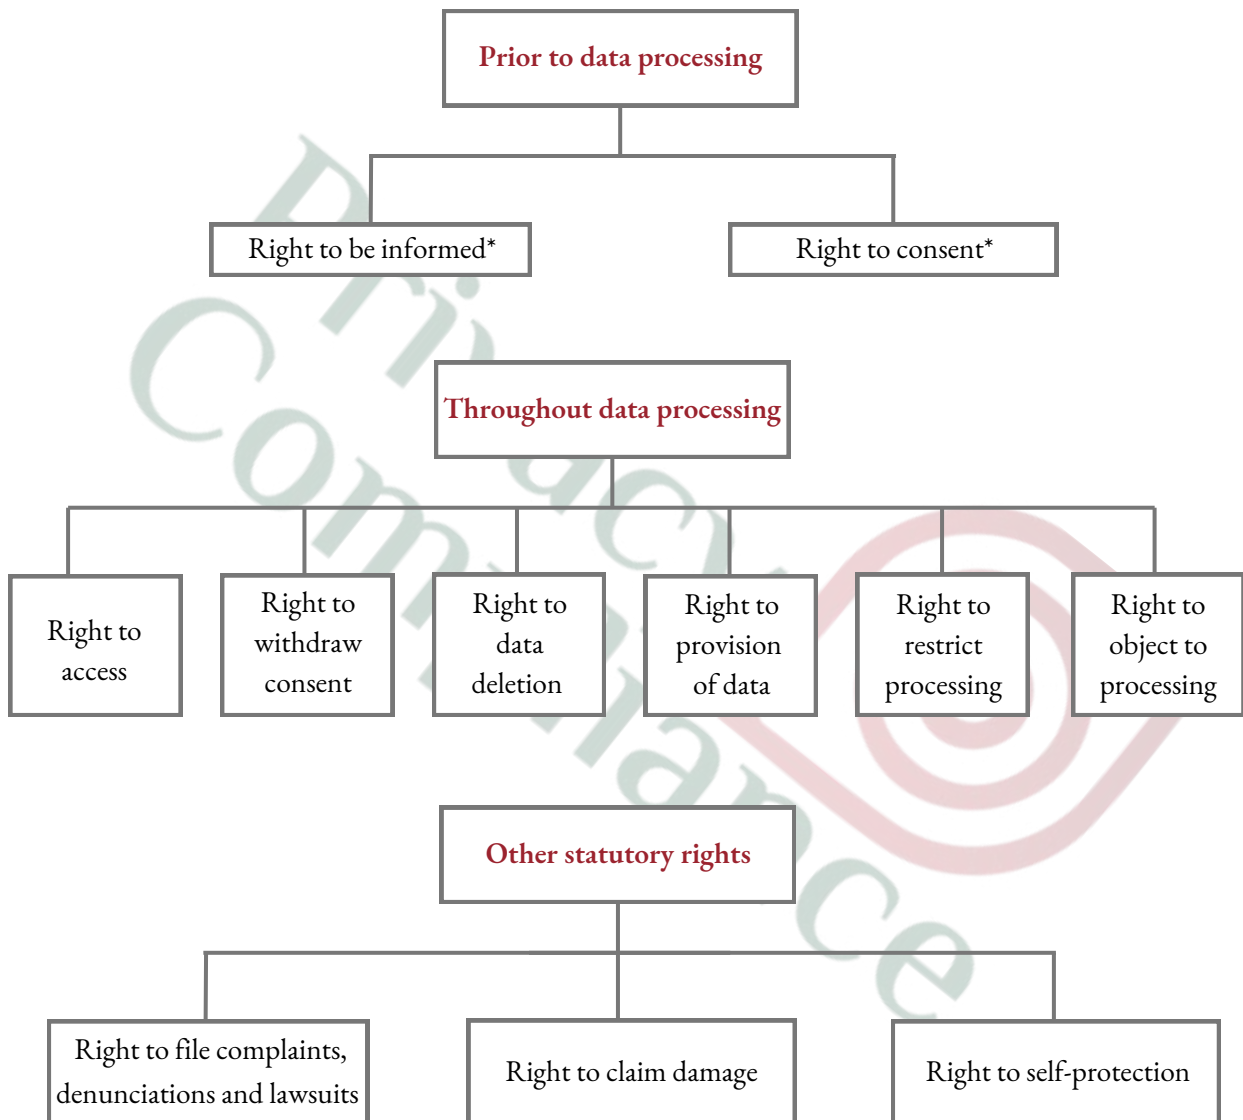 Prior to data processing
Right to be informed*
Right to consent*
Throughout data processing
Right to
access
Right to
withdraw
consent
Right to
data
deletion
Right to
provision
of data
Right to
restrict
processing
Right to
object to
processing
Other statutory rights
Right to file complaints,
denunciations and lawsuits
Right to claim damage
Right to self-protection
Privacy
Compliance